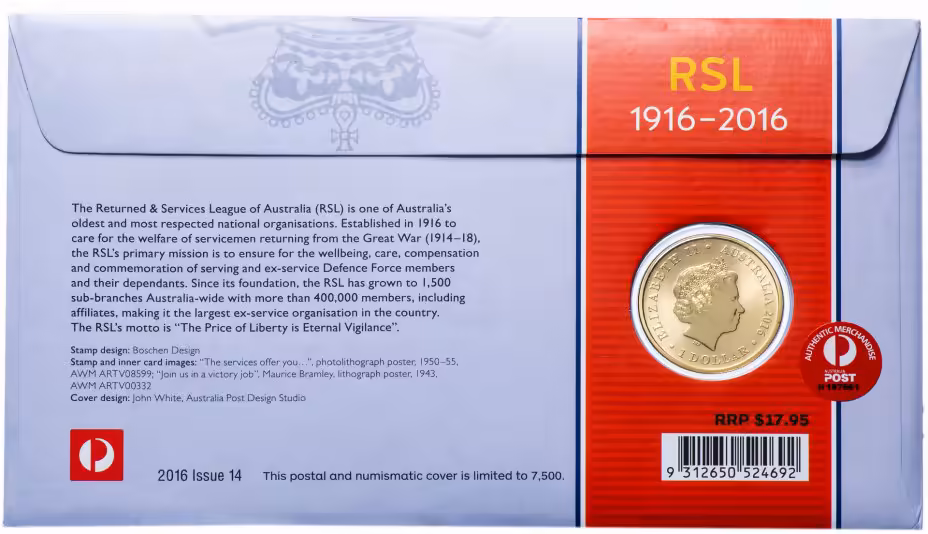 RSL
1916–2016
The Returned & Services League of Australia (RSL) is one of Australia's
oldest and most respected national organisations. Established in 1916 to
care for the welfare of servicemen returning from the Great War (1914–18),
the RSL's primary mission is to ensure for the wellbeing, care, compensation
and commemoration of serving and ex-service Defence Force members
and their dependants. Since its foundation, the RSL has grown to 1,500
sub-branches Australia-wide with more than 400,000 members, including
affiliates, making it the largest ex-service organisation in the country.
The RSL's motto is "The Price of Liberty is Eternal Vigilance".
Stamp design: Boschen Design
Stamp and inner card images: "The services offer you…", photolithograph poster, 1950–55,
AWM ARTV08599; "Join us in a victory job", Maurice Bramley, lithograph poster, 1943,
AWM ARTV00332
Cover design: John White, Australia Post Design Studio
2016 Issue 14
This postal and numismatic cover is limited to 7,500.
ELIZABETH II • AUSTRALIA 2016
• 1 DOLLAR •
AUTHENTIC MERCHANDISE
AUSTRALIA
POST
RRP $17.95
9 312650 524692